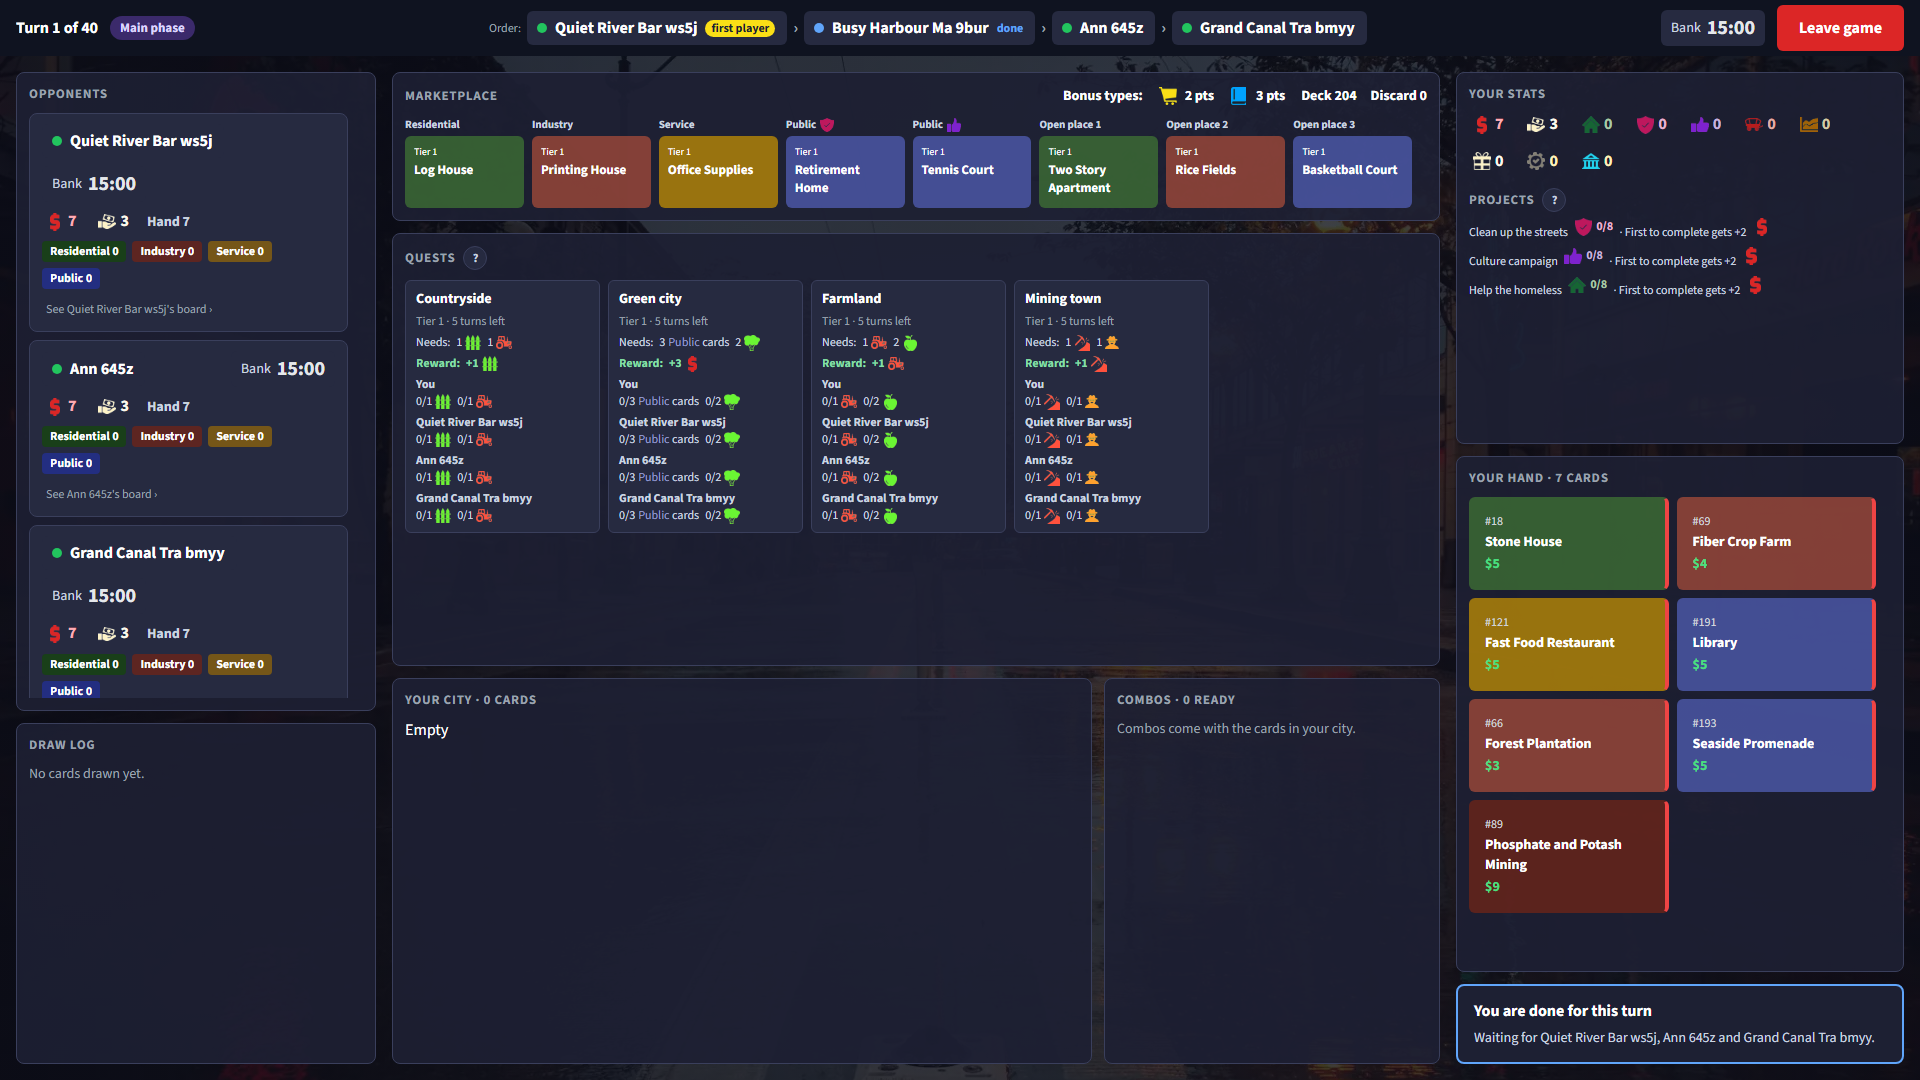 Turn 1 of 40
Main phase
Order:
Quiet River Bar ws5j first player
›
Busy Harbour Ma 9bur done
›
Ann 645z
›
Grand Canal Tra bmyy
Bank 15:00
Leave game
OPPONENTS
Quiet River Bar ws5j
Bank 15:00
7 3 Hand 7
Residential 0 Industry 0 Service 0
Public 0
See Quiet River Bar ws5j's board ›
Ann 645z Bank 15:00
7 3 Hand 7
Residential 0 Industry 0 Service 0
Public 0
See Ann 645z's board ›
Grand Canal Tra bmyy
Bank 15:00
7 3 Hand 7
Residential 0 Industry 0 Service 0
Public 0
DRAW LOG
No cards drawn yet.
MARKETPLACE
Bonus types: 2 pts 3 pts Deck 204 Discard 0
Residential
Tier 1
Log House
Industry
Tier 1
Printing House
Service
Tier 1
Office Supplies
Public
Tier 1
Retirement
Home
Public
Tier 1
Tennis Court
Open place 1
Tier 1
Two Story
Apartment
Open place 2
Tier 1
Rice Fields
Open place 3
Tier 1
Basketball Court
QUESTS ?
Countryside
Tier 1 · 5 turns left
Needs: 1 1
Reward: +1
You
0/1 0/1
Quiet River Bar ws5j
0/1 0/1
Ann 645z
0/1 0/1
Grand Canal Tra bmyy
0/1 0/1
Green city
Tier 1 · 5 turns left
Needs: 3 Public cards 2
Reward: +3
You
0/3 Public cards 0/2
Quiet River Bar ws5j
0/3 Public cards 0/2
Ann 645z
0/3 Public cards 0/2
Grand Canal Tra bmyy
0/3 Public cards 0/2
Farmland
Tier 1 · 5 turns left
Needs: 1 2
Reward: +1
You
0/1 0/2
Quiet River Bar ws5j
0/1 0/2
Ann 645z
0/1 0/2
Grand Canal Tra bmyy
0/1 0/2
Mining town
Tier 1 · 5 turns left
Needs: 1 1
Reward: +1
You
0/1 0/1
Quiet River Bar ws5j
0/1 0/1
Ann 645z
0/1 0/1
Grand Canal Tra bmyy
0/1 0/1
YOUR CITY · 0 CARDS
Empty
COMBOS · 0 READY
Combos come with the cards in your city.
YOUR STATS
7 3 0 0 0 0 0
0 0 0
PROJECTS ?
Clean up the streets 0/8 · First to complete gets +2
Culture campaign 0/8 · First to complete gets +2
Help the homeless 0/8 · First to complete gets +2
YOUR HAND · 7 CARDS
#18
Stone House
$5
#69
Fiber Crop Farm
$4
#121
Fast Food Restaurant
$5
#191
Library
$5
#66
Forest Plantation
$3
#193
Seaside Promenade
$5
#89
Phosphate and Potash
Mining
$9
You are done for this turn
Waiting for Quiet River Bar ws5j, Ann 645z and Grand Canal Tra bmyy.